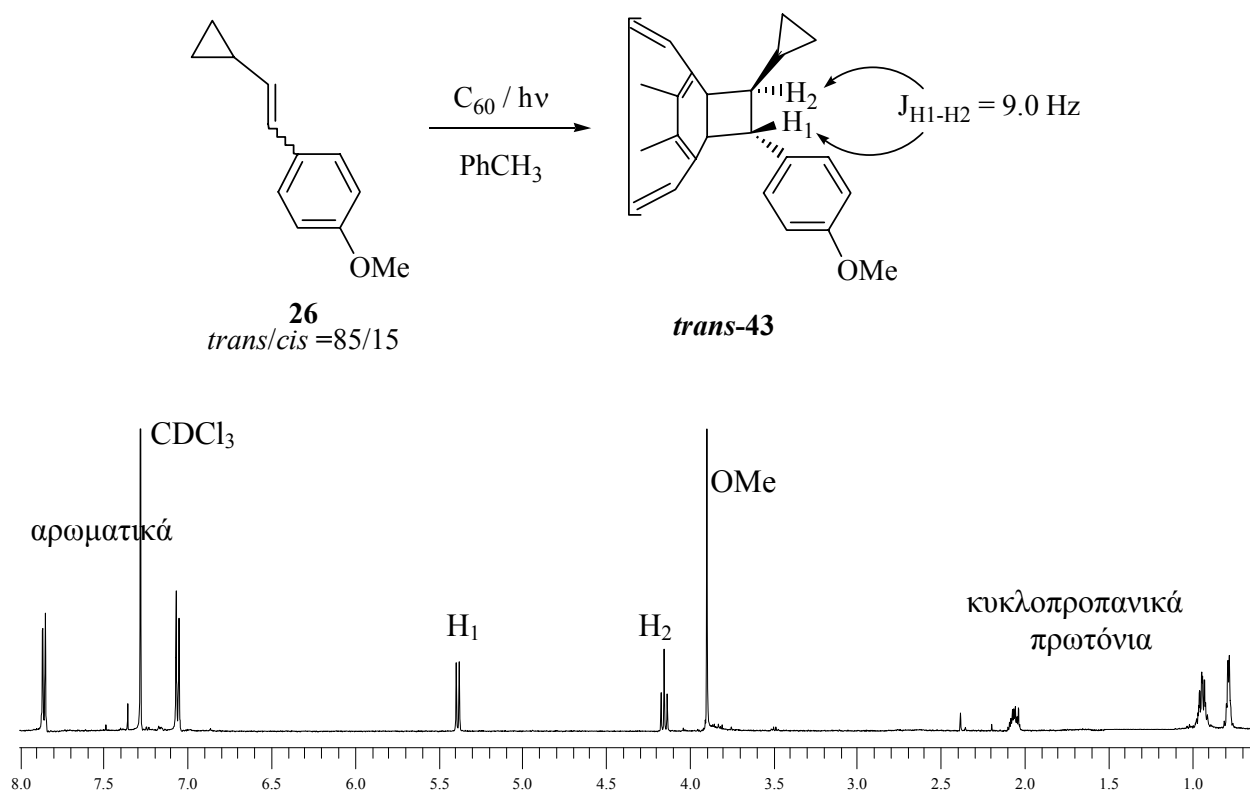 C60 / hν
PhCH3
H2
H1
JH1-H2 = 9.0 Hz
OMe
OMe
26
trans/cis =85/15
trans-43
CDCl3
OMe
αρωματικά
H1
H2
κυκλοπροπανικά
πρωτόνια
8.0 7.5 7.0 6.5 6.0 5.5 5.0 4.5 4.0 3.5 3.0 2.5 2.0 1.5 1.0